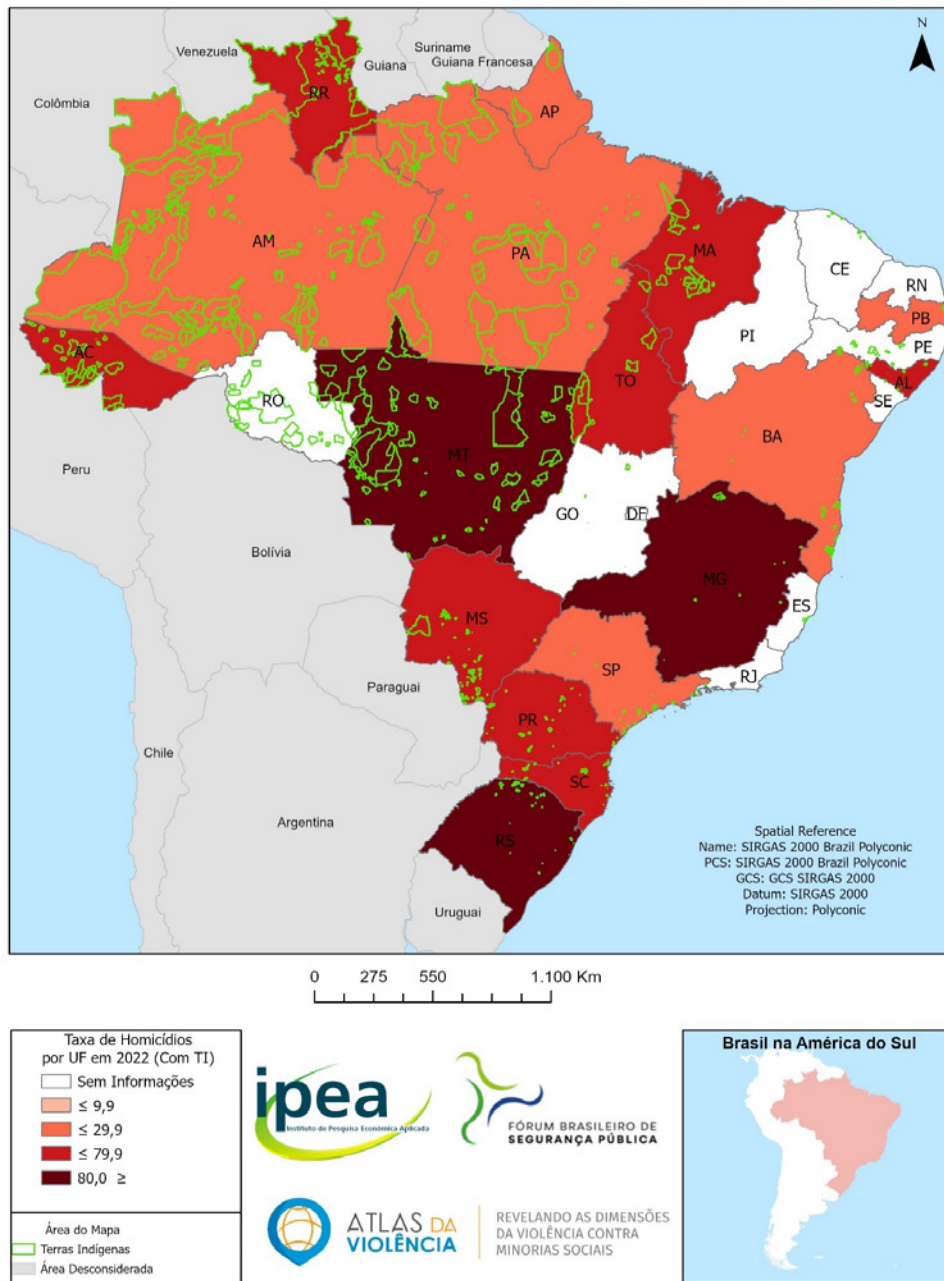 N
Venezuela
Suriname
Guiana
Guiana Francesa
Colômbia
RR
AP
AM
PA
MA
CE
RN
PB
PI
PE
AC
TO
AL
SE
RO
BA
Peru
MT
GO
DF
Bolívia
MG
ES
MS
SP
RJ
Paraguai
PR
Chile
SC
Argentina
RS
Uruguai
Spatial Reference
Name: SIRGAS 2000 Brazil Polyconic
PCS: SIRGAS 2000 Brazil Polyconic
GCS: GCS SIRGAS 2000
Datum: SIRGAS 2000
Projection: Polyconic
0 275 550 1.100 Km
Taxa de Homicídios
por UF em 2022 (Com TI)
Sem Informações
≤ 9,9
≤ 29,9
≤ 79,9
80,0 ≥
Área do Mapa
Terras Indígenas
Área Desconsiderada
ipea
Instituto de Pesquisa Econômica Aplicada
FÓRUM BRASILEIRO DE
SEGURANÇA PÚBLICA
ATLAS DA
VIOLÊNCIA
REVELANDO AS DIMENSÕES
DA VIOLÊNCIA CONTRA
MINORIAS SOCIAIS
Brasil na América do Sul